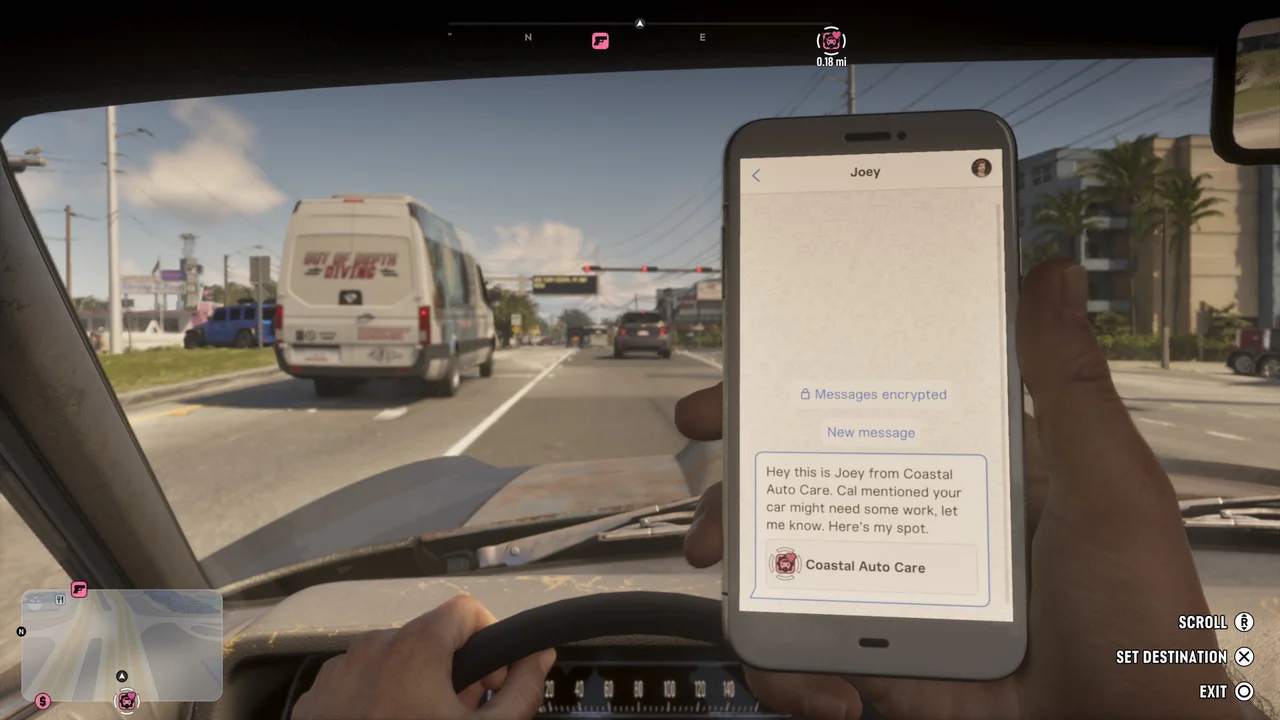 N
E
0.18 mi
Joey
OUT OF DEPTH
DIVING
Messages encrypted
New message
Hey this is Joey from Coastal
Auto Care. Cal mentioned your
car might need some work, let
me know. Here's my spot.
Coastal Auto Care
N
$
SCROLL R
SET DESTINATION
EXIT
20 40 60 80 100 120 140